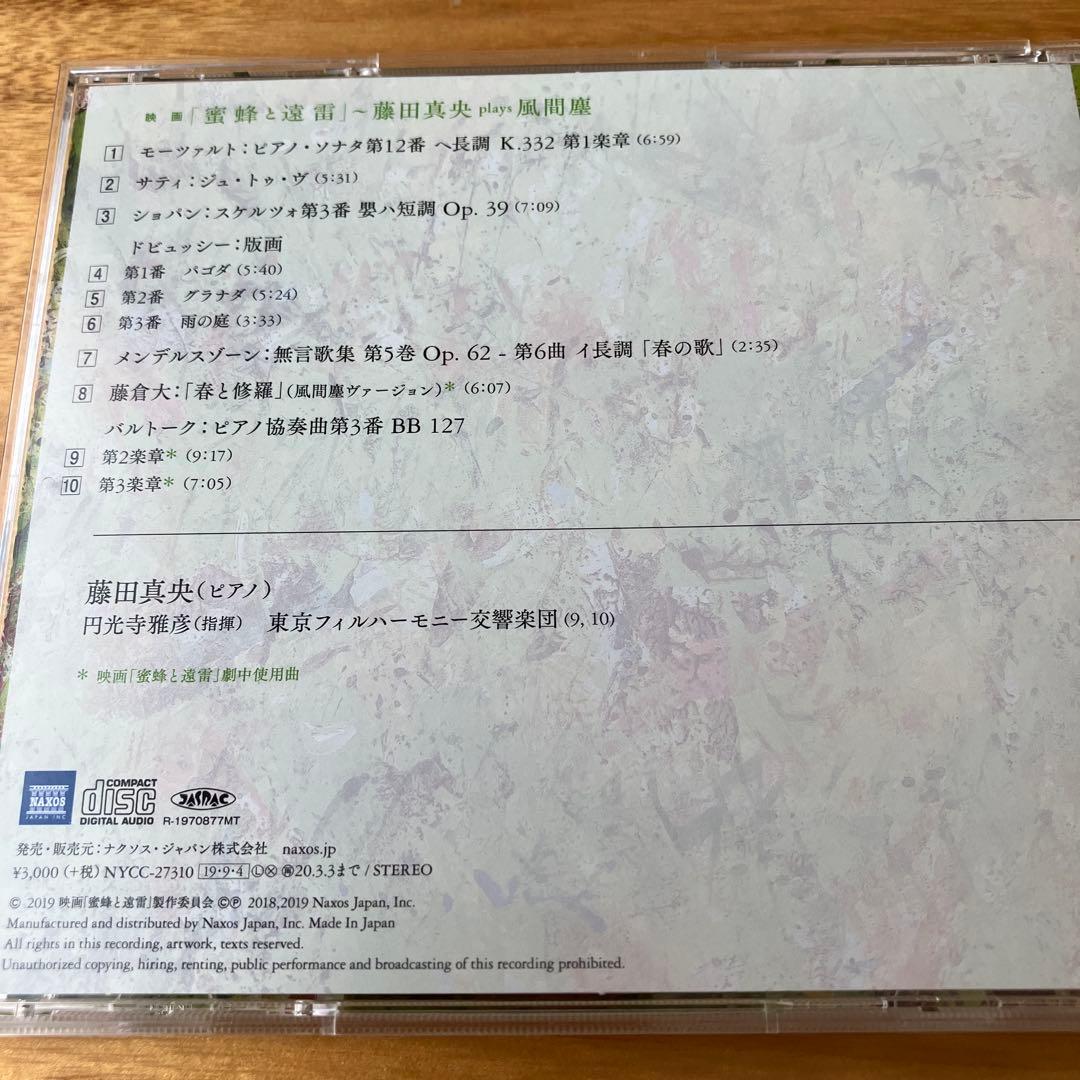 映画「蜜蜂と遠雷」~藤田真央 plays 風間塵
1 モーツァルト:ピアノ・ソナタ第12番 ヘ長調 K.332 第1楽章 (6:59)
2 サティ:ジュ・トゥ・ヴ (5:31)
3 ショパン:スケルツォ第3番 嬰ハ短調 Op. 39 (7:09)
ドビュッシー:版画
4 第1番 パゴダ (5:40)
5 第2番 グラナダ (5:24)
6 第3番 雨の庭 (3:33)
7 メンデルスゾーン:無言歌集 第5巻 Op. 62 - 第6曲 イ長調「春の歌」(2:35)
8 藤倉大:「春と修羅」(風間塵ヴァージョン)* (6:07)
バルトーク:ピアノ協奏曲第3番 BB 127
9 第2楽章* (9:17)
10 第3楽章* (7:05)
藤田真央(ピアノ)
円光寺雅彦(指揮) 東京フィルハーモニー交響楽団 (9, 10)
* 映画「蜜蜂と遠雷」劇中使用曲
NAXOS
JAPAN INC
COMPACT
disc
DIGITAL AUDIO
JASRAC
R-1970877MT
発売・販売元:ナクソス・ジャパン株式会社 naxos.jp
¥3,000 (+税) NYCC-27310 19・9・4 Ⓛ⊗ ㊢20.3.3まで / STEREO
© 2019 映画「蜜蜂と遠雷」製作委員会 ©℗ 2018,2019 Naxos Japan, Inc.
Manufactured and distributed by Naxos Japan, Inc. Made In Japan
All rights in this recording, artwork, texts reserved.
Unauthorized copying, hiring, renting, public performance and broadcasting of this recording prohibited.